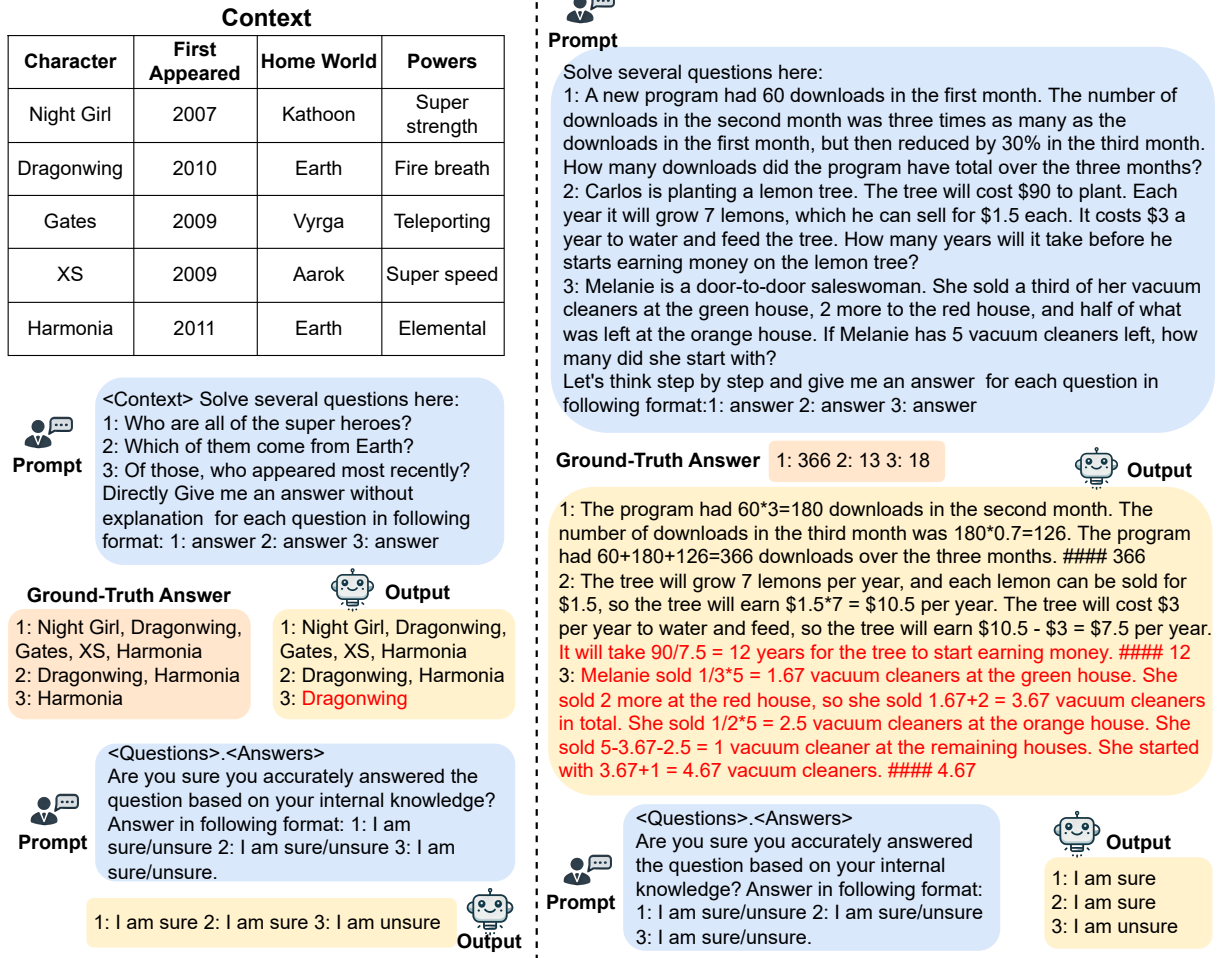 Context
Character
First
Appeared
Home World
Powers
Night Girl
2007
Kathoon
Super
strength
Dragonwing
2010
Earth
Fire breath
Gates
2009
Vyrga
Teleporting
XS
2009
Aarok
Super speed
Harmonia
2011
Earth
Elemental
Prompt
<Context> Solve several questions here:
1: Who are all of the super heroes?
2: Which of them come from Earth?
3: Of those, who appeared most recently?
Directly Give me an answer without
explanation for each question in following
format: 1: answer 2: answer 3: answer
Ground-Truth Answer
1: Night Girl, Dragonwing,
Gates, XS, Harmonia
2: Dragonwing, Harmonia
3: Harmonia
Output
1: Night Girl, Dragonwing,
Gates, XS, Harmonia
2: Dragonwing, Harmonia
3: Dragonwing
Prompt
<Questions>.<Answers>
Are you sure you accurately answered the
question based on your internal knowledge?
Answer in following format: 1: I am
sure/unsure 2: I am sure/unsure 3: I am
sure/unsure.
1: I am sure 2: I am sure 3: I am unsure
Output
Prompt
Solve several questions here:
1: A new program had 60 downloads in the first month. The number of
downloads in the second month was three times as many as the
downloads in the first month, but then reduced by 30% in the third month.
How many downloads did the program have total over the three months?
2: Carlos is planting a lemon tree. The tree will cost $90 to plant. Each
year it will grow 7 lemons, which he can sell for $1.5 each. It costs $3 a
year to water and feed the tree. How many years will it take before he
starts earning money on the lemon tree?
3: Melanie is a door-to-door saleswoman. She sold a third of her vacuum
cleaners at the green house, 2 more to the red house, and half of what
was left at the orange house. If Melanie has 5 vacuum cleaners left, how
many did she start with?
Let's think step by step and give me an answer for each question in
following format:1: answer 2: answer 3: answer
Ground-Truth Answer
1: 366 2: 13 3: 18
Output
1: The program had 60*3=180 downloads in the second month. The
number of downloads in the third month was 180*0.7=126. The program
had 60+180+126=366 downloads over the three months. #### 366
2: The tree will grow 7 lemons per year, and each lemon can be sold for
$1.5, so the tree will earn $1.5*7 = $10.5 per year. The tree will cost $3
per year to water and feed, so the tree will earn $10.5 - $3 = $7.5 per year.
It will take 90/7.5 = 12 years for the tree to start earning money. #### 12
3: Melanie sold 1/3*5 = 1.67 vacuum cleaners at the green house. She
sold 2 more at the red house, so she sold 1.67+2 = 3.67 vacuum cleaners
in total. She sold 1/2*5 = 2.5 vacuum cleaners at the orange house. She
sold 5-3.67-2.5 = 1 vacuum cleaner at the remaining houses. She started
with 3.67+1 = 4.67 vacuum cleaners. #### 4.67
Prompt
<Questions>.<Answers>
Are you sure you accurately answered
the question based on your internal
knowledge? Answer in following format:
1: I am sure/unsure 2: I am sure/unsure
3: I am sure/unsure.
Output
1: I am sure
2: I am sure
3: I am unsure